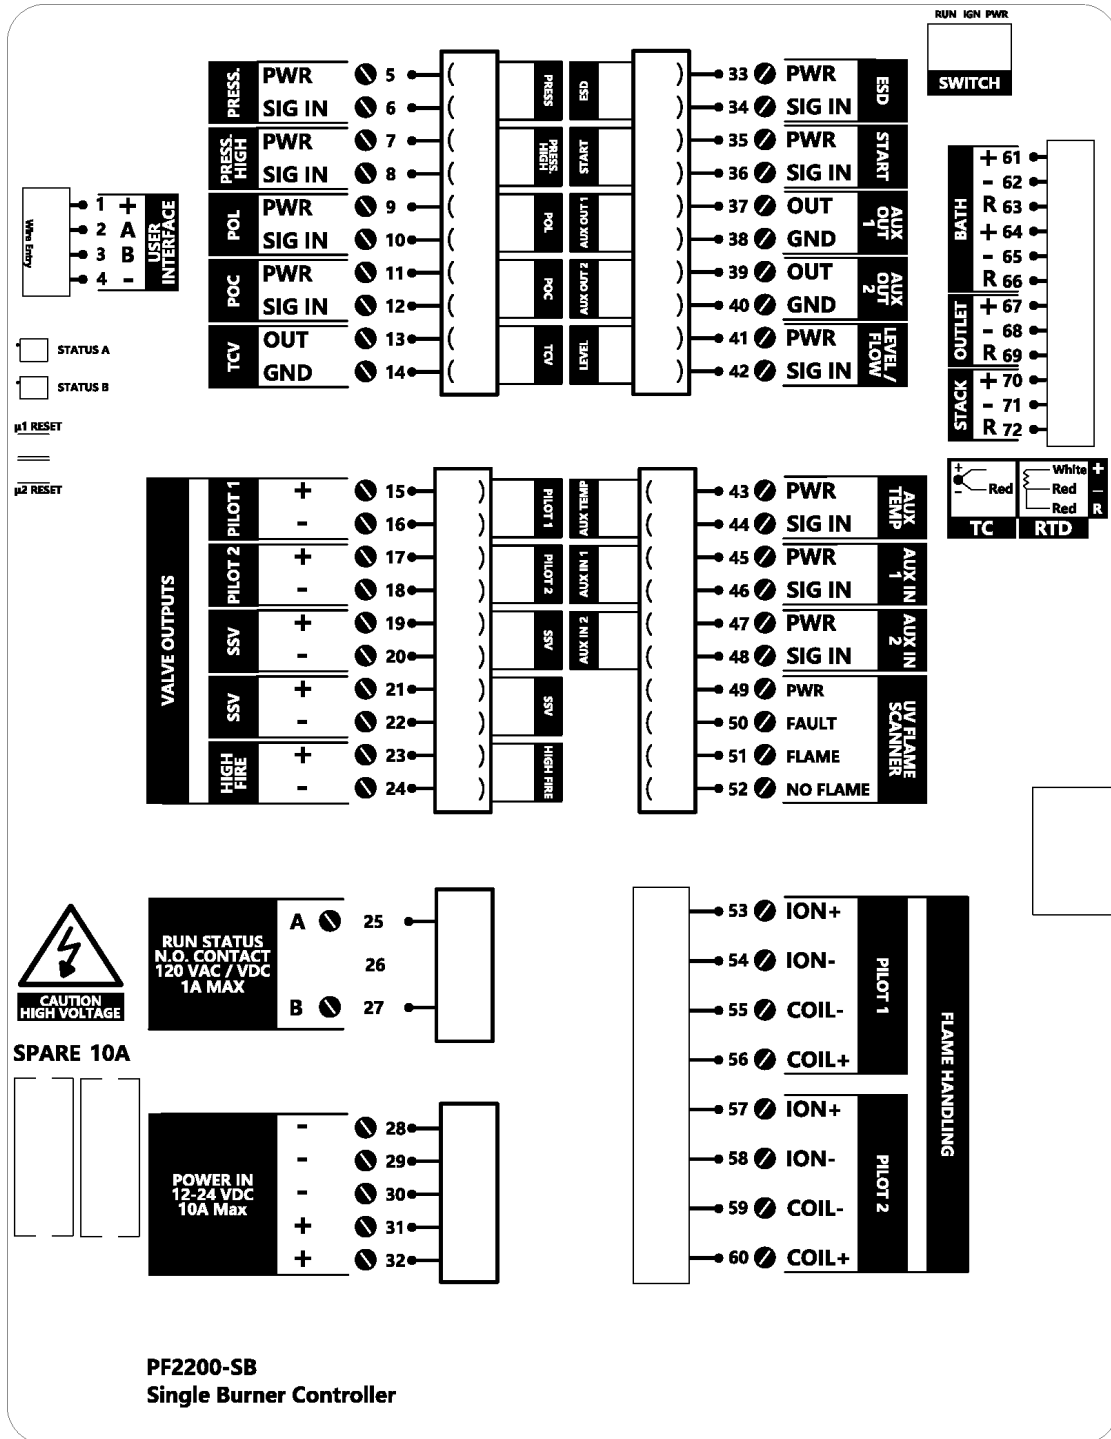 RUN IGN PWR
SWITCH
PRESS.
PWR 5
SIG IN 6
PRESS. HIGH
PWR 7
SIG IN 8
POL
PWR 9
SIG IN 10
POC
PWR 11
SIG IN 12
TCV
OUT 13
GND 14
PRESS
PRESS. HIGH
POL
POC
TCV
ESD
START
AUX OUT 1
AUX OUT 2
LEVEL
33 PWR
34 SIG IN
ESD
35 PWR
36 SIG IN
START
37 OUT
38 GND
AUX OUT 1
39 OUT
40 GND
AUX OUT 2
41 PWR
42 SIG IN
LEVEL / FLOW
Wire Entry
1 +
2 A
3 B
4 -
USER INTERFACE
STATUS A
STATUS B
µ1 RESET
µ2 RESET
BATH
+ 61
- 62
R 63
+ 64
- 65
R 66
OUTLET
+ 67
- 68
R 69
STACK
+ 70
- 71
R 72
+
-
Red
TC
White +
Red -
Red R
RTD
VALVE OUTPUTS
PILOT 1
+ 15
- 16
PILOT 2
+ 17
- 18
SSV
+ 19
- 20
SSV
+ 21
- 22
HIGH FIRE
+ 23
- 24
PILOT 1
PILOT 2
SSV
SSV
HIGH FIRE
AUX TEMP
AUX IN 1
AUX IN 2
43 PWR
44 SIG IN
AUX TEMP
45 PWR
46 SIG IN
AUX IN 1
47 PWR
48 SIG IN
AUX IN 2
49 PWR
50 FAULT
51 FLAME
52 NO FLAME
UV FLAME SCANNER
CAUTION
HIGH VOLTAGE
RUN STATUS
N.O. CONTACT
120 VAC / VDC
1A MAX
A 25
26
B 27
SPARE 10A
POWER IN
12-24 VDC
10A Max
- 28
- 29
- 30
+ 31
+ 32
53 ION+
54 ION-
55 COIL-
56 COIL+
PILOT 1
57 ION+
58 ION-
59 COIL-
60 COIL+
PILOT 2
FLAME HANDLING
PF2200-SB
Single Burner Controller